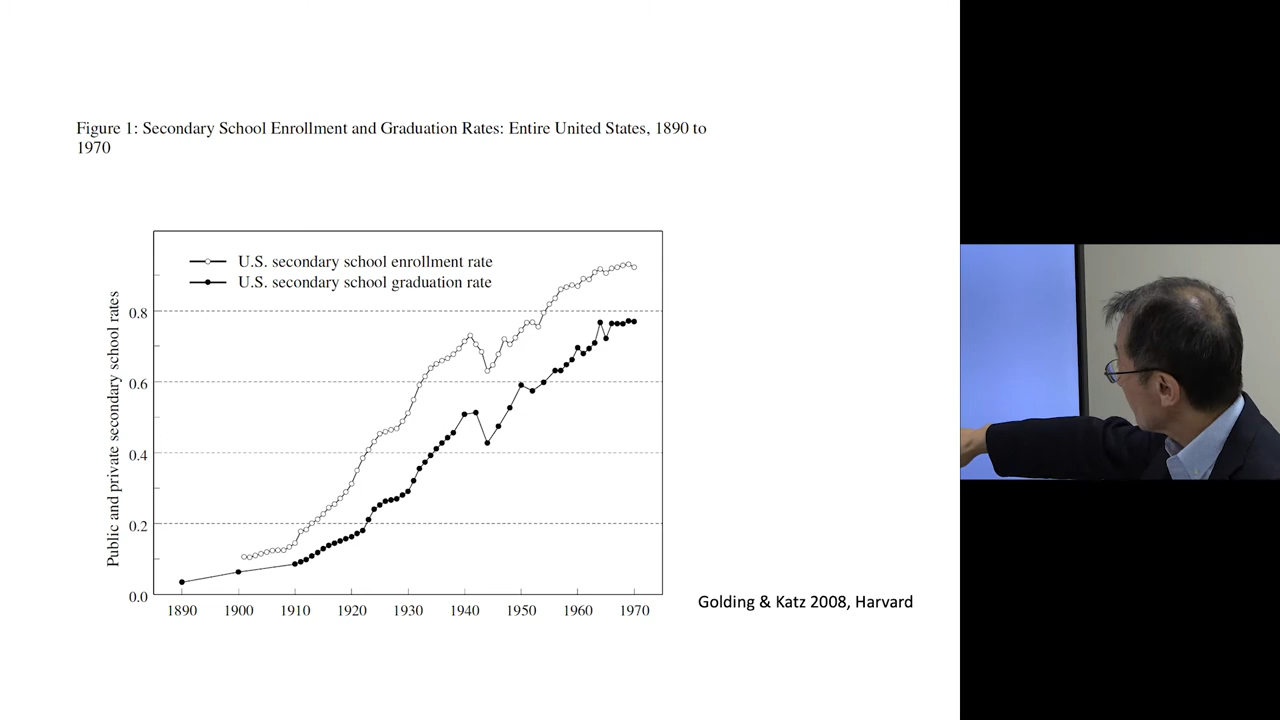 Figure 1: Secondary School Enrollment and Graduation Rates: Entire United States, 1890 to
1970
U.S. secondary school enrollment rate
U.S. secondary school graduation rate
Public and private secondary school rates
0.8
0.6
0.4
0.2
0.0
1890 1900 1910 1920 1930 1940 1950 1960 1970
Golding & Katz 2008, Harvard